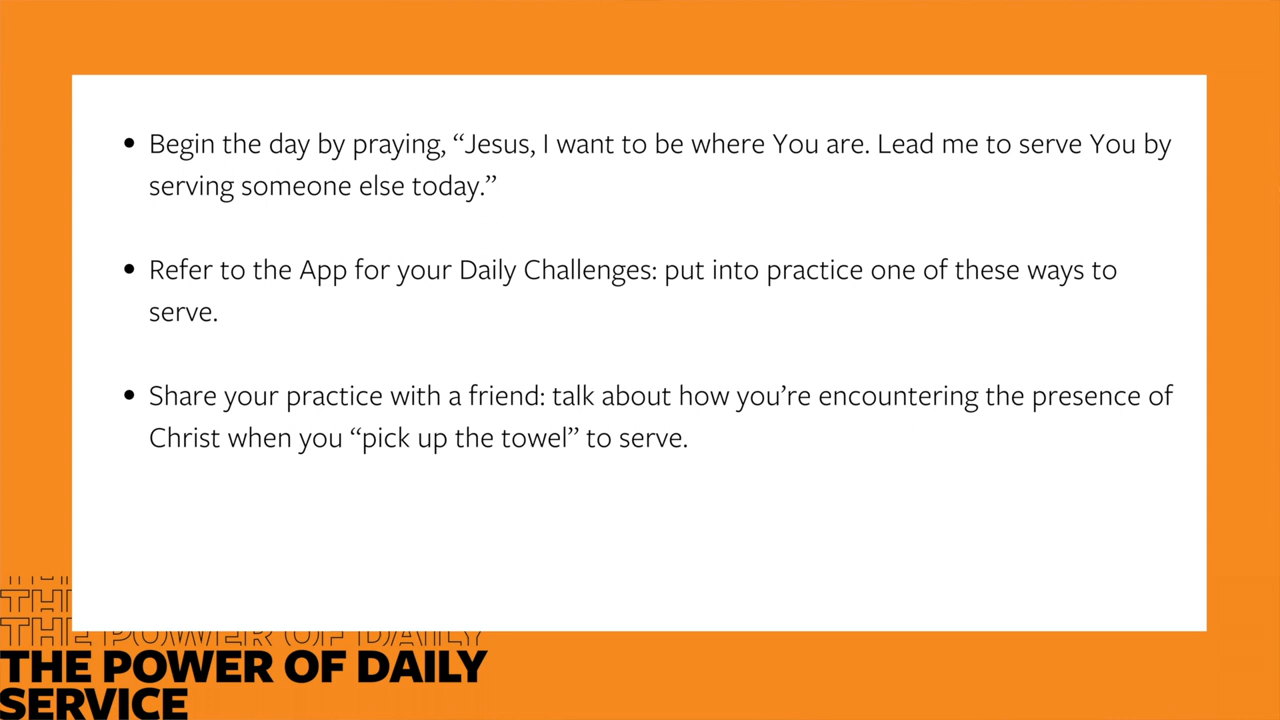 • Begin the day by praying, “Jesus, I want to be where You are. Lead me to serve You by
serving someone else today.”
• Refer to the App for your Daily Challenges: put into practice one of these ways to
serve.
• Share your practice with a friend: talk about how you’re encountering the presence of
Christ when you “pick up the towel” to serve.
TH
THE POWER OF DAILY
THE POWER OF DAILY
SERVICE